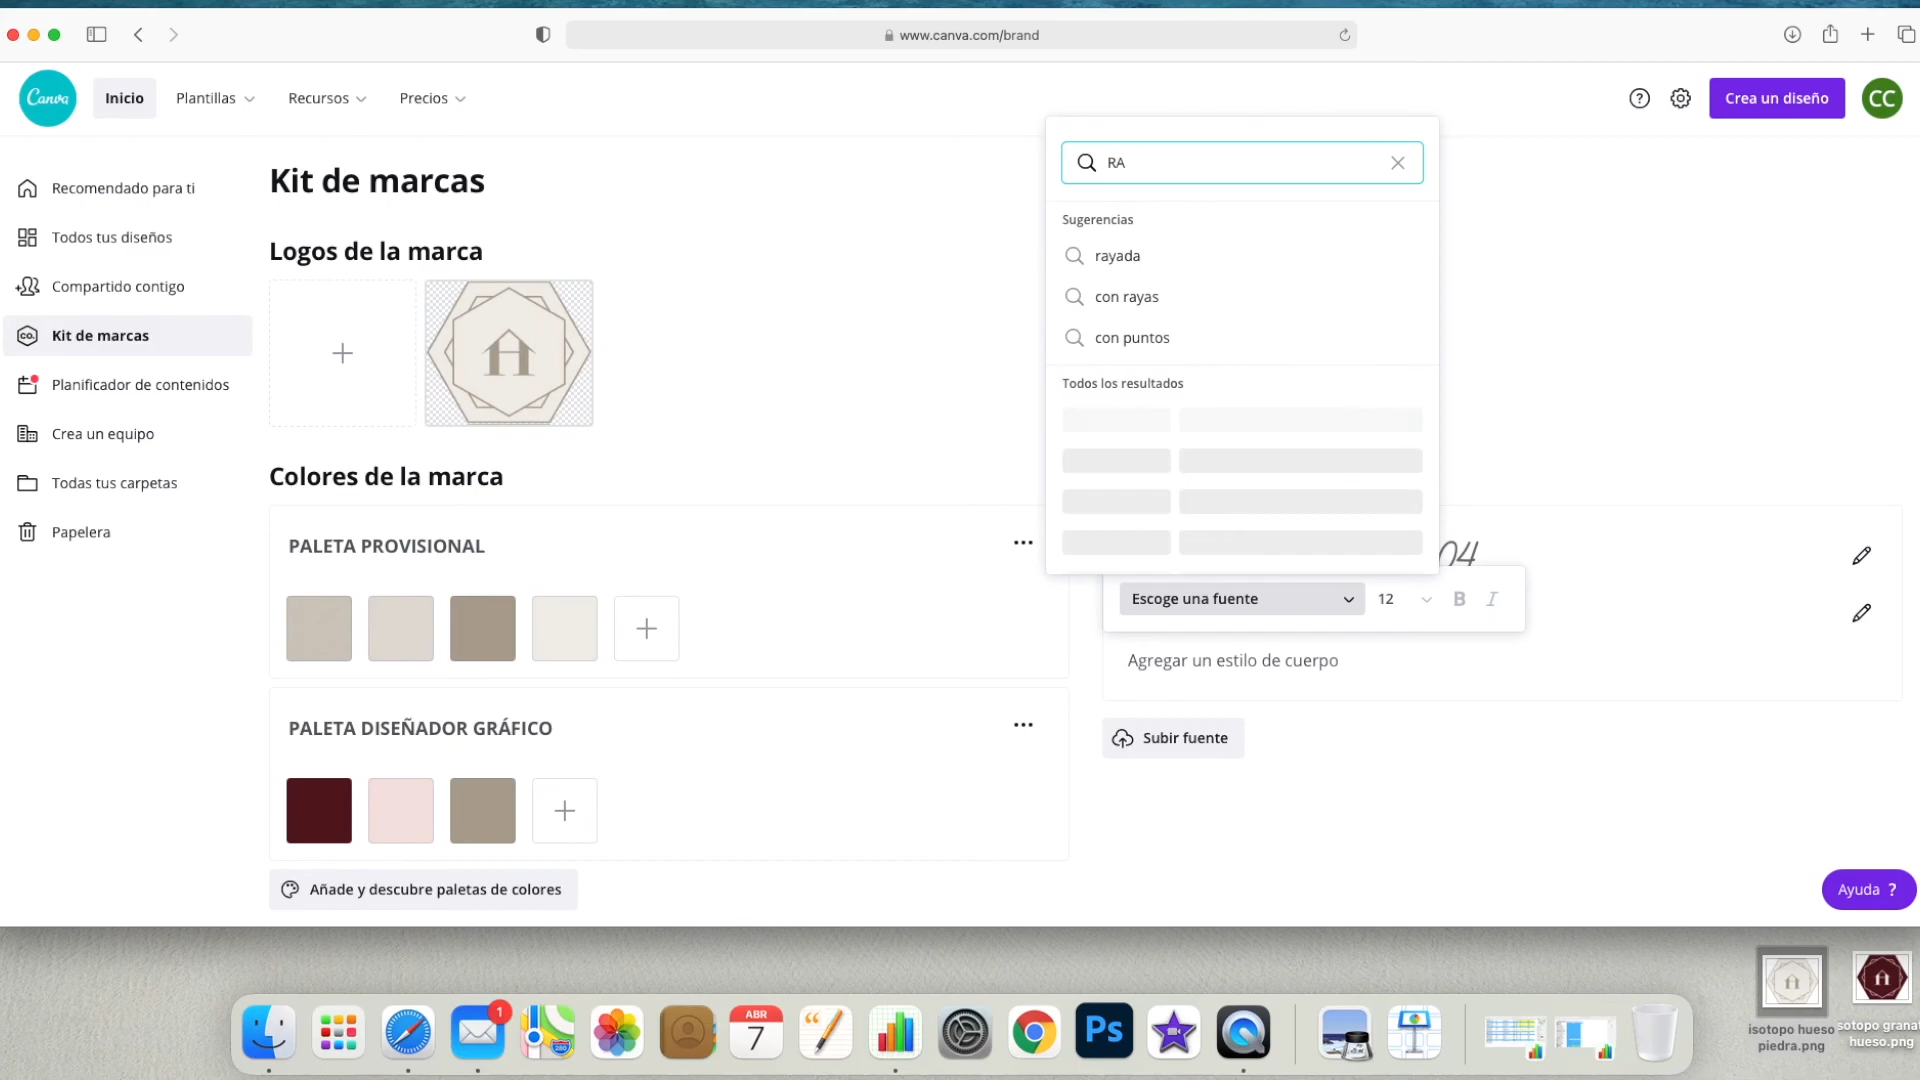 www.canva.com/brand
Canva
Inicio
Plantillas
Recursos
Precios
Crea un diseño
CC
Recomendado para ti
Todos tus diseños
Compartido contigo
Kit de marcas
Planificador de contenidos
Crea un equipo
Todas tus carpetas
Papelera
Kit de marcas
Logos de la marca
H
Colores de la marca
PALETA PROVISIONAL
PALETA DISEÑADOR GRÁFICO
Añade y descubre paletas de colores
RA
Sugerencias
rayada
con rayas
con puntos
Todos los resultados
04
Escoge una fuente
12
B I
Agregar un estilo de cuerpo
Subir fuente
Ayuda ?
1
280
ABR
7
Ps
isotopo hueso
piedra.png
sotopo grana
hueso.png